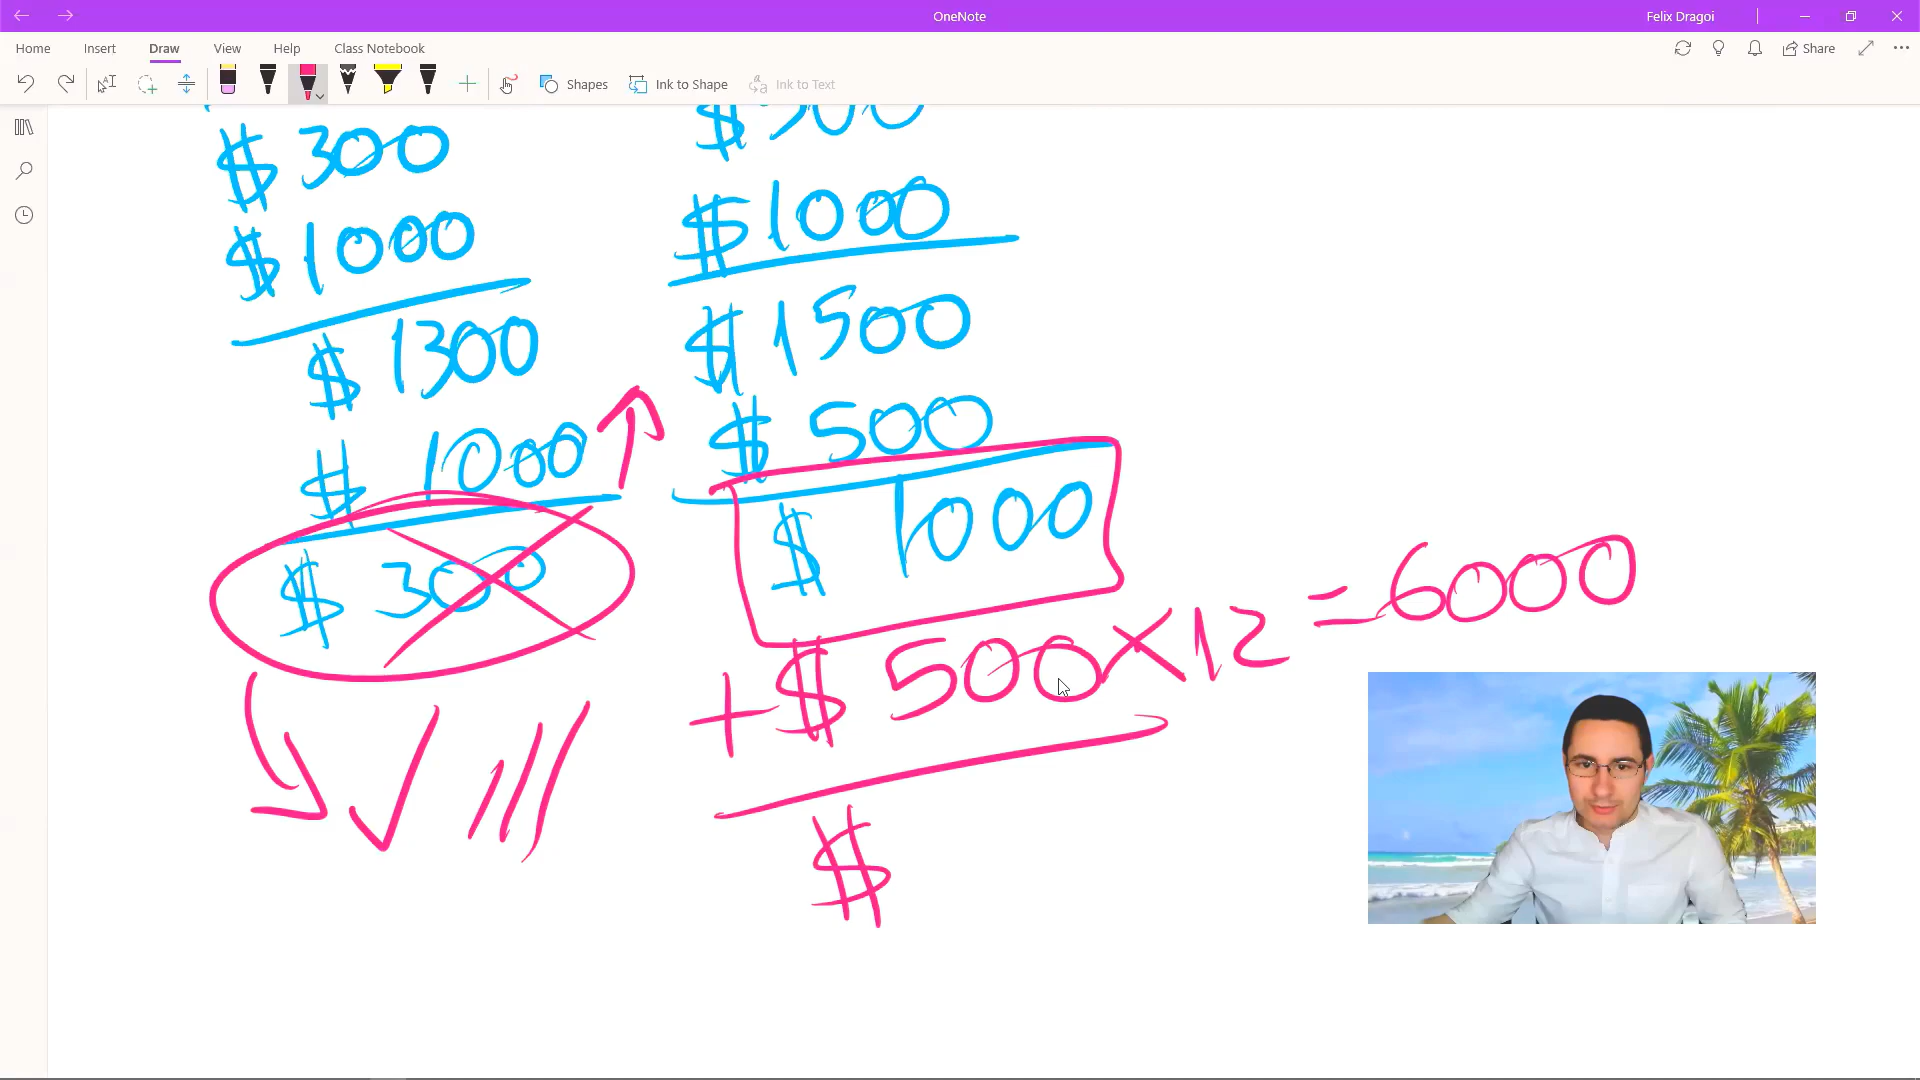 OneNote
Felix Dragoi
Home Insert Draw View Help Class Notebook
Share
Shapes
Ink to Shape
Ink to Text
$ 300
$ 1000
$ 1300
$ 1000
$ 300
$ 1000
$ 1500
$ 500
$ 1000
+ $ 500 × 12 = 6000
$